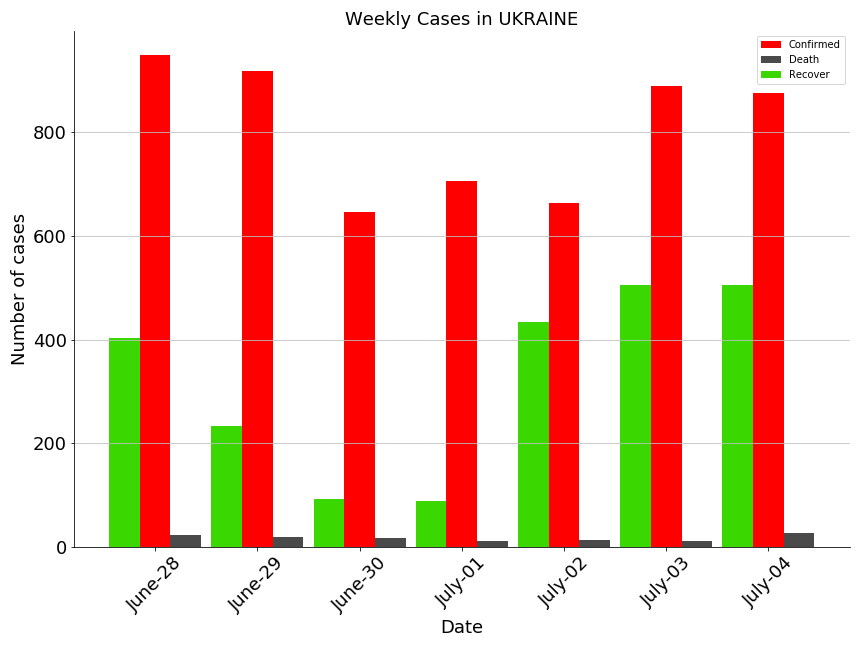 Weekly Cases in UKRAINE
Confirmed
Death
Recover
Number of cases
800
600
400
200
0
June-28
June-29
June-30
July-01
July-02
July-03
July-04
Date